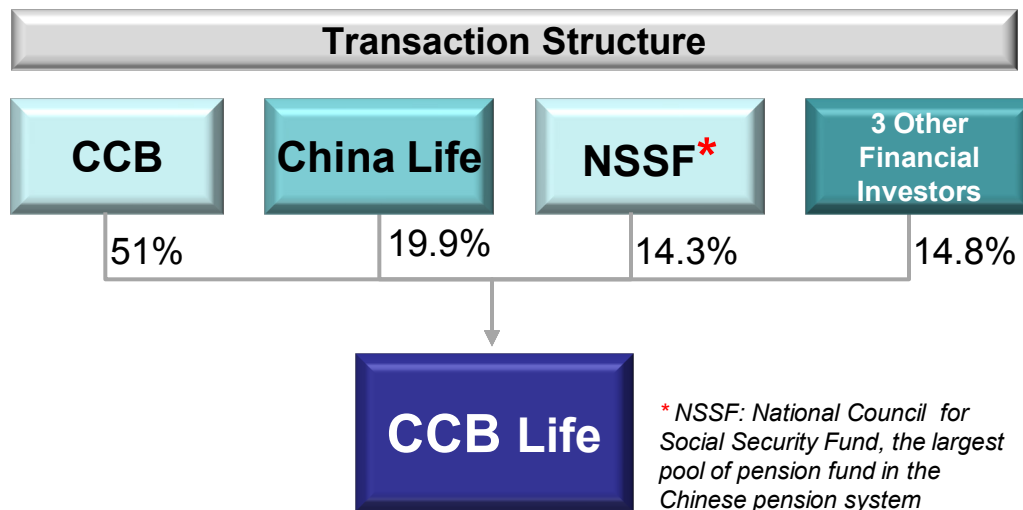 Transaction Structure
CCB
China Life
NSSF*
3 Other
Financial
Investors
51%
19.9%
14.3%
14.8%
CCB Life
* NSSF: National Council for
Social Security Fund, the largest
pool of pension fund in the
Chinese pension system